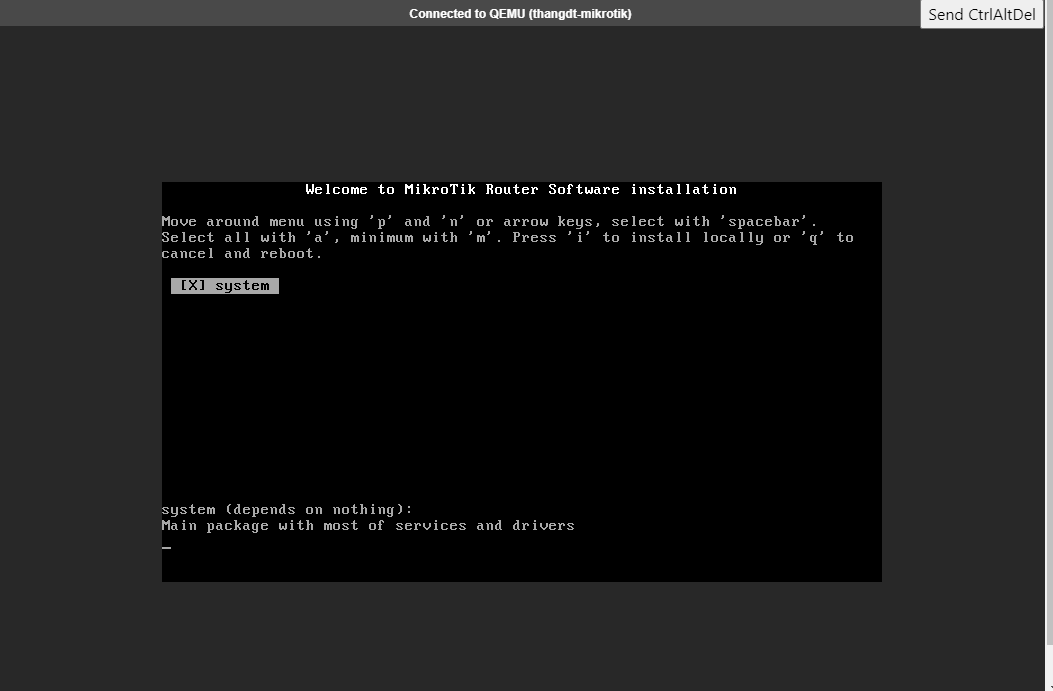 Connected to QEMU (thangdt-mikrotik)
Send CtrlAltDel
Welcome to MikroTik Router Software installation
Move around menu using 'p' and 'n' or arrow keys, select with 'spacebar'.
Select all with 'a', minimum with 'm'. Press 'i' to install locally or 'q' to
cancel and reboot.
[X] system
system (depends on nothing):
Main package with most of services and drivers
_